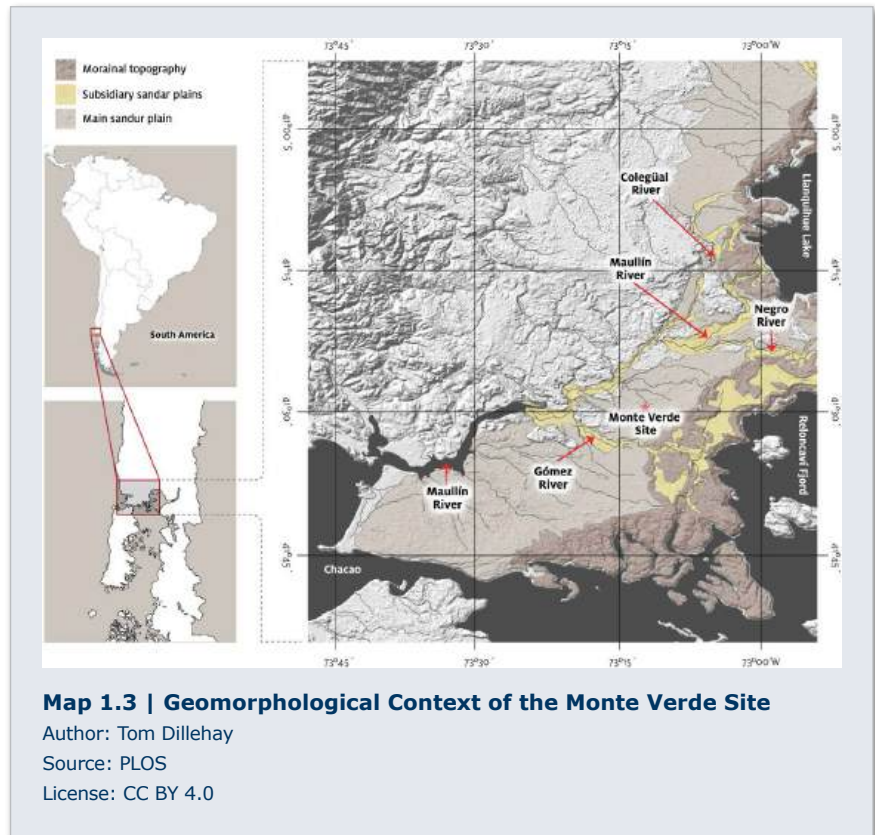 73°45´ 73°30´ 73°15´ 73°00´W
Morainal topography
Subsidiary sandar plains
Main sandur plain
South America
Colegüal
River
Maullín
River
Negro
River
Monte Verde
Site
Gómez
River
Maullín
River
Chacao
Llanquihue Lake
Reloncaví Fjord
73°45´ 73°30´ 73°15´ 73°00´W
Map 1.3 | Geomorphological Context of the Monte Verde Site
Author: Tom Dillehay
Source: PLOS
License: CC BY 4.0